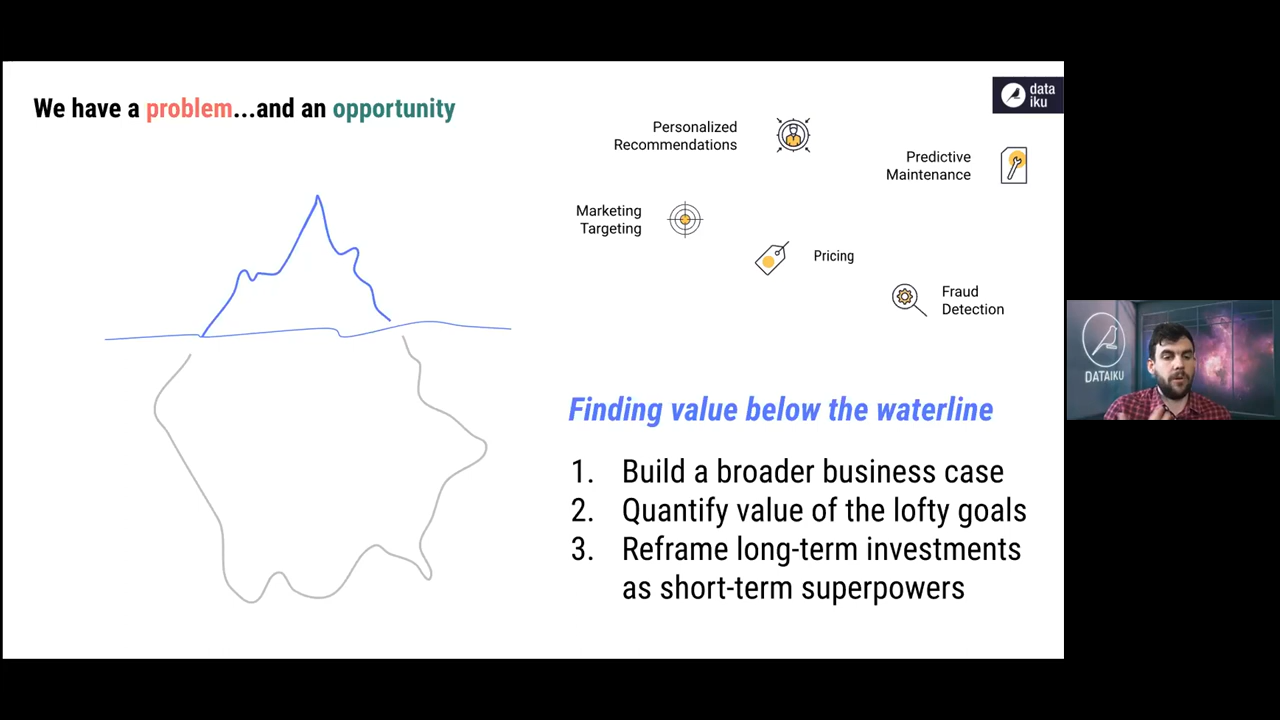 We have a problem...and an opportunity
data
iku
Personalized
Recommendations
Predictive
Maintenance
Marketing
Targeting
Pricing
Fraud
Detection
Finding value below the waterline
1. Build a broader business case
2. Quantify value of the lofty goals
3. Reframe long-term investments
as short-term superpowers
DATAIKU